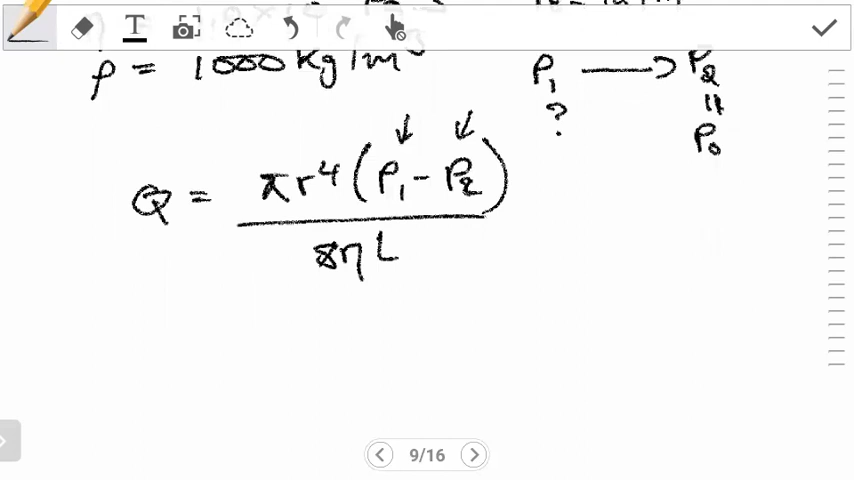 T
ρ = 1000 kg/m³
P₁ → P₂
?
"
P₀
Q = πr⁴(P₁ - P₂)
8ηL
9/16